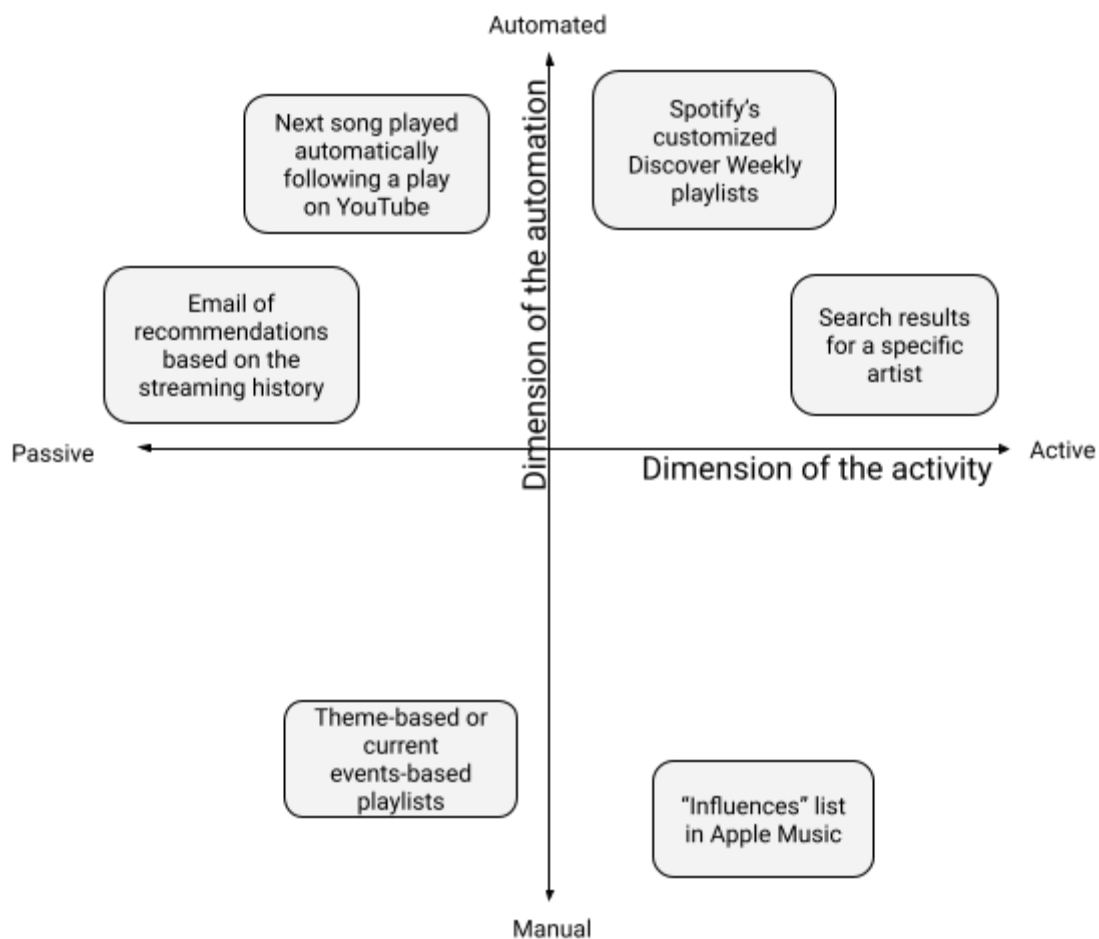 Automated
Next song played
automatically
following a play
on YouTube
Spotify’s
customized
Discover Weekly
playlists
Dimension of the automation
Email of
recommendations
based on the
streaming history
Search results
for a specific
artist
Passive
Active
Dimension of the activity
Theme-based or
current
events-based
playlists
“Influences” list
in Apple Music
Manual